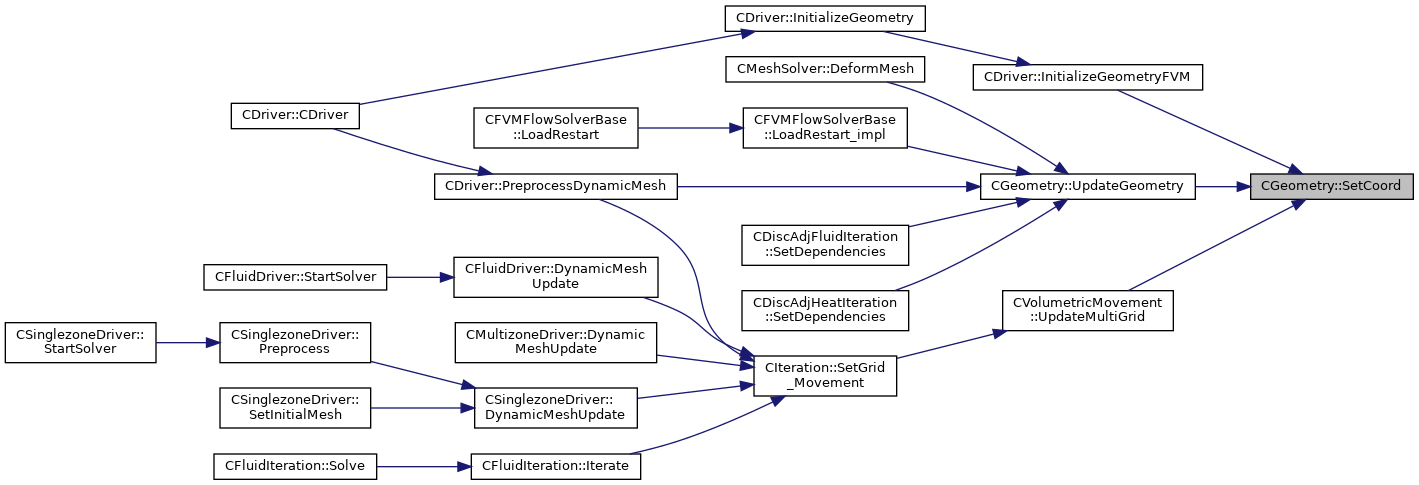 CDriver::InitializeGeometry
CMeshSolver::DeformMesh
CDriver::InitializeGeometryFVM
CDriver::CDriver
CFVMFlowSolverBase
::LoadRestart
CFVMFlowSolverBase
::LoadRestart_impl
CDriver::PreprocessDynamicMesh
CGeometry::UpdateGeometry
CGeometry::SetCoord
CDiscAdjFluidIteration
::SetDependencies
CFluidDriver::StartSolver
CFluidDriver::DynamicMesh
Update
CDiscAdjHeatIteration
::SetDependencies
CVolumetricMovement
::UpdateMultiGrid
CSinglezoneDriver::
StartSolver
CSinglezoneDriver::
Preprocess
CMultizoneDriver::Dynamic
MeshUpdate
CIteration::SetGrid
_Movement
CSinglezoneDriver::
SetInitialMesh
CSinglezoneDriver::
DynamicMeshUpdate
CFluidIteration::Solve
CFluidIteration::Iterate